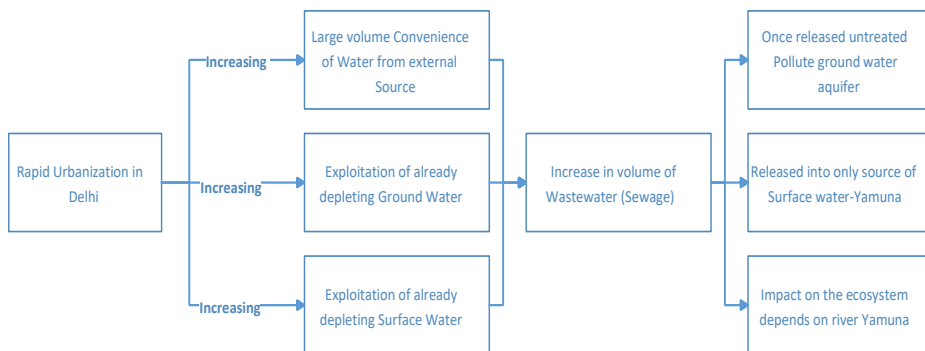 Rapid Urbanization in
Delhi
Increasing
Increasing
Increasing
Large volume Convenience
of Water from external
Source
Exploitation of already
depleting Ground Water
Exploitation of already
depleting Surface Water
Increase in volume of
Wastewater (Sewage)
Once released untreated
Pollute ground water
aquifer
Released into only source of
Surface water-Yamuna
Impact on the ecosystem
depends on river Yamuna